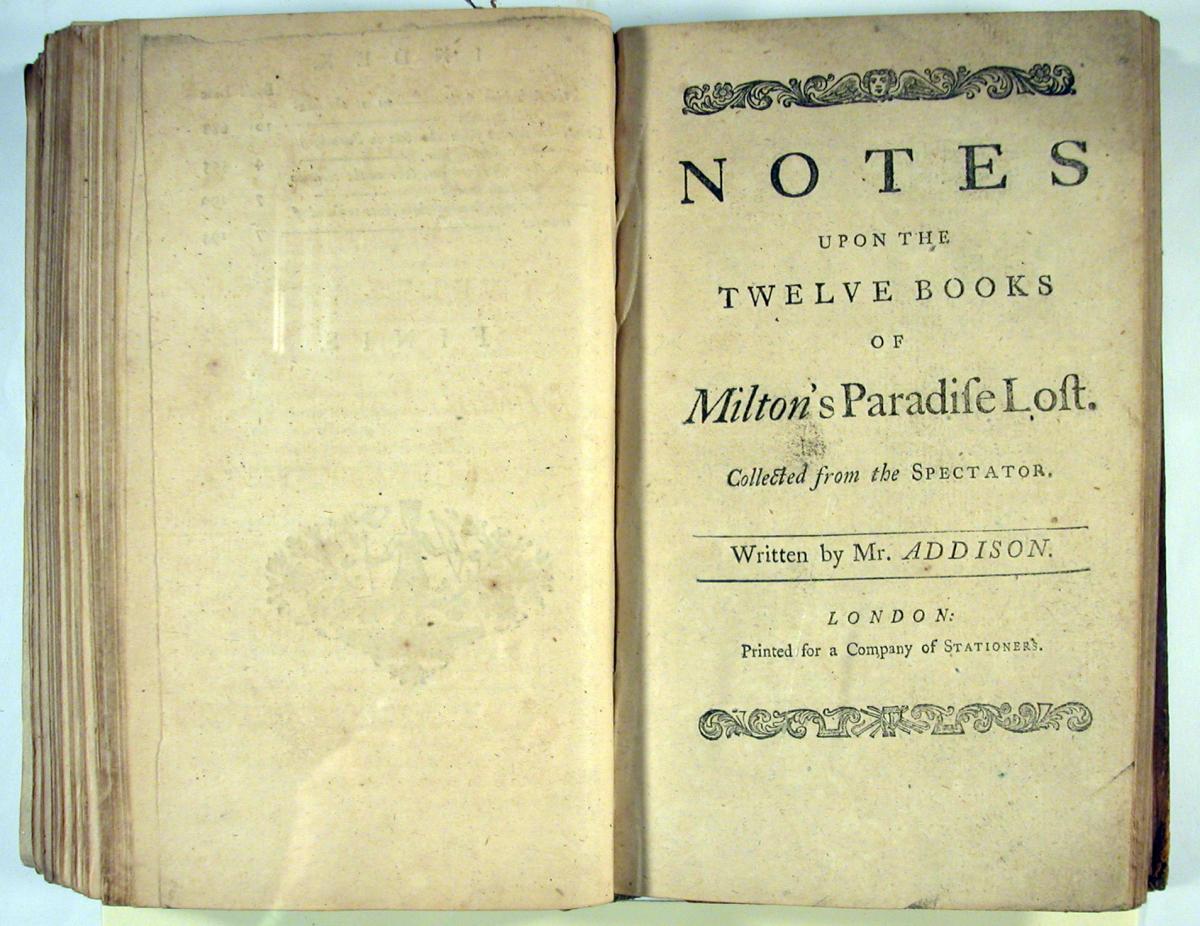 NOTES
UPON THE
TWELVE BOOKS
OF
Milton's Paradiſe Loſt.
Collected from the SPECTATOR.
Written by Mr. ADDISON.
LONDON:
Printed for a Company of STATIONERS.